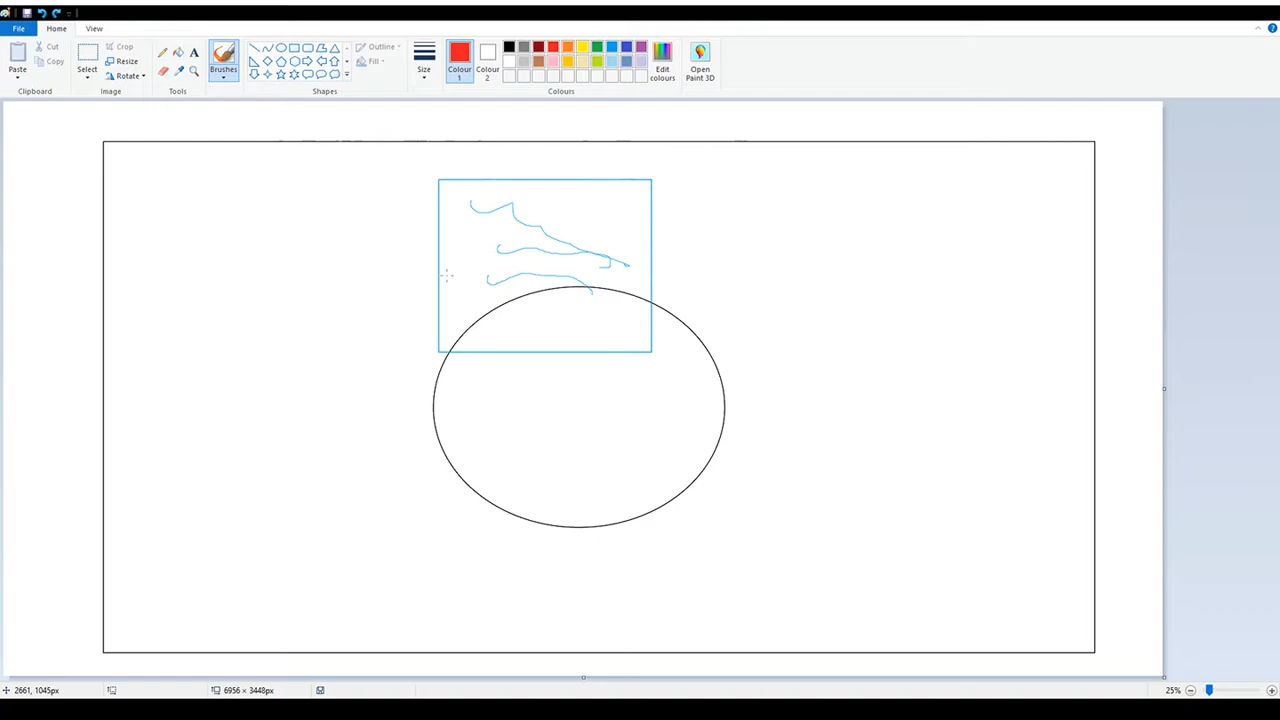 File Home View
Cut Crop Outline
Copy Resize Fill
Paste Select Rotate Brushes Size Colour 1 Colour 2 Edit colours Open Paint 3D
Clipboard Image Tools Shapes Colours
2661, 1045px 6956 × 3448px 25%